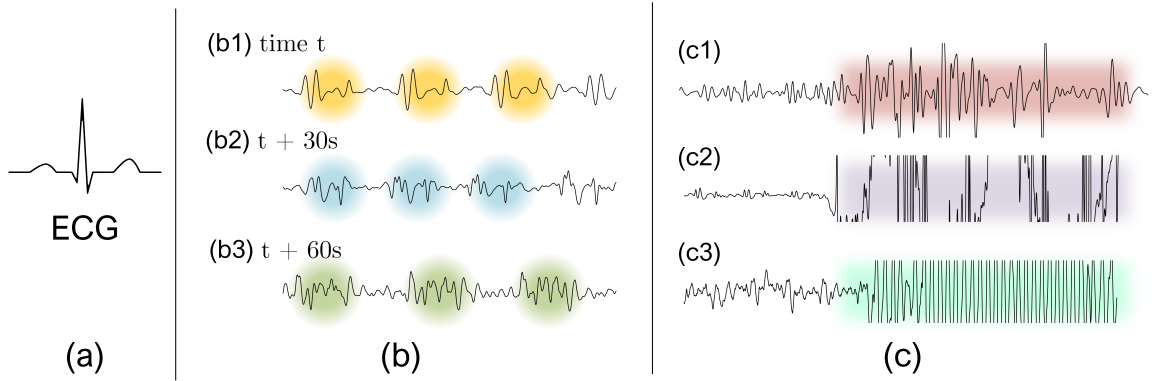 ECG
(a)
(b1) time t
(b2) t + 30s
(b3) t + 60s
(b)
(c1)
(c2)
(c3)
(c)